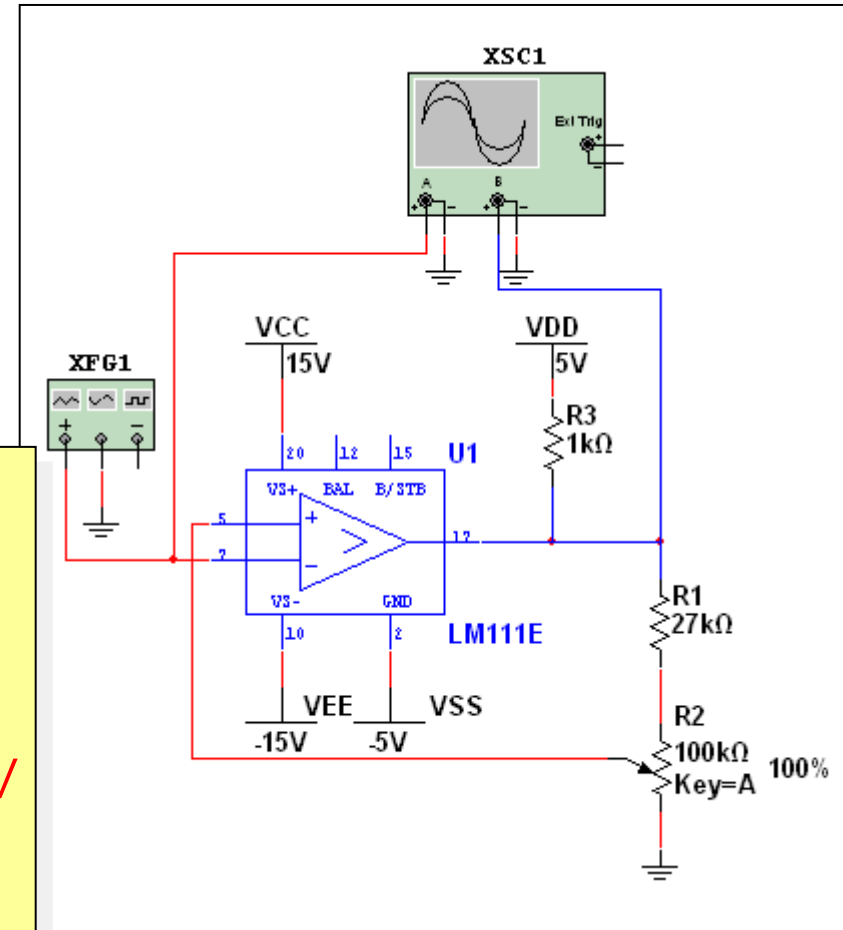 XSC1
Ext Trig
A B
VCC
15V
VDD
5V
XFG1
R3
1kΩ
20 12 15
U1
VS+ BAL B/STB
5
17
7
VS- GND
10 2
LM111E
R1
27kΩ
VEE VSS
-15V -5V
R2
100kΩ
Key=A
100%